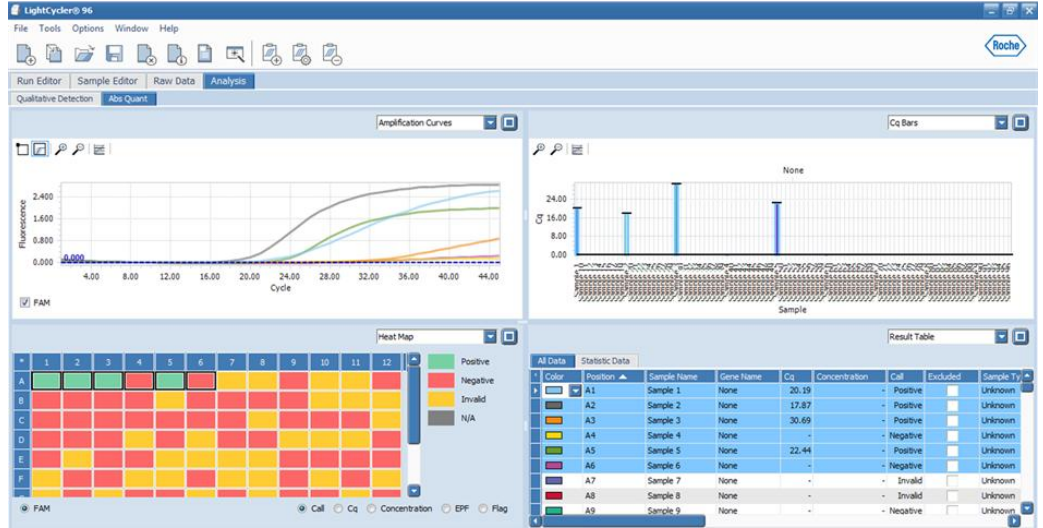 LightCycler® 96
File Tools Options Window Help
Roche
Run Editor Sample Editor Raw Data Analysis
Qualitative Detection Abs Quant
Amplification Curves
Cq Bars
Fluorescence
2.400
1.600
0.800
0.000
0.000
4.00 8.00 12.00 16.00 20.00 24.00 28.00 32.00 36.00 40.00 44.00
Cycle
FAM
None
Cq
24.00
16.00
8.00
0.00
Sample
Heat Map
* 1 2 3 4 5 6 7 8 9 10 11 12
A
B
C
D
E
F
Positive
Negative
Invalid
N/A
FAM
Call Cq Concentration EPF Flag
Result Table
All Data Statistic Data
* Color Position Sample Name Gene Name Cq Concentration Call Excluded Sample Ty
A1 Sample 1 None 20.19 - Positive Unknown
A2 Sample 2 None 17.87 - Positive Unknown
A3 Sample 3 None 30.69 - Positive Unknown
A4 Sample 4 None - - Negative Unknown
A5 Sample 5 None 22.44 - Positive Unknown
A6 Sample 6 None - - Negative Unknown
A7 Sample 7 None - - Invalid Unknown
A8 Sample 8 None - - Invalid Unknown
A9 Sample 9 None - - Negative Unknown